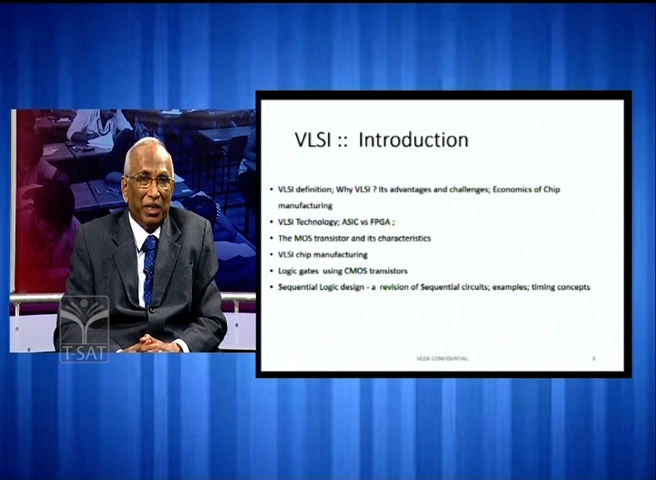 VLSI :: Introduction
• VLSI definition; Why VLSI ? Its advantages and challenges; Economics of Chip
manufacturing
• VLSI Technology; ASIC vs FPGA ;
• The MOS transistor and its characteristics
• VLSI chip manufacturing
• Logic gates using CMOS transistors
• Sequential Logic design - a revision of Sequential circuits; examples; timing concepts
VEDA CONFIDENTIAL
T-SAT